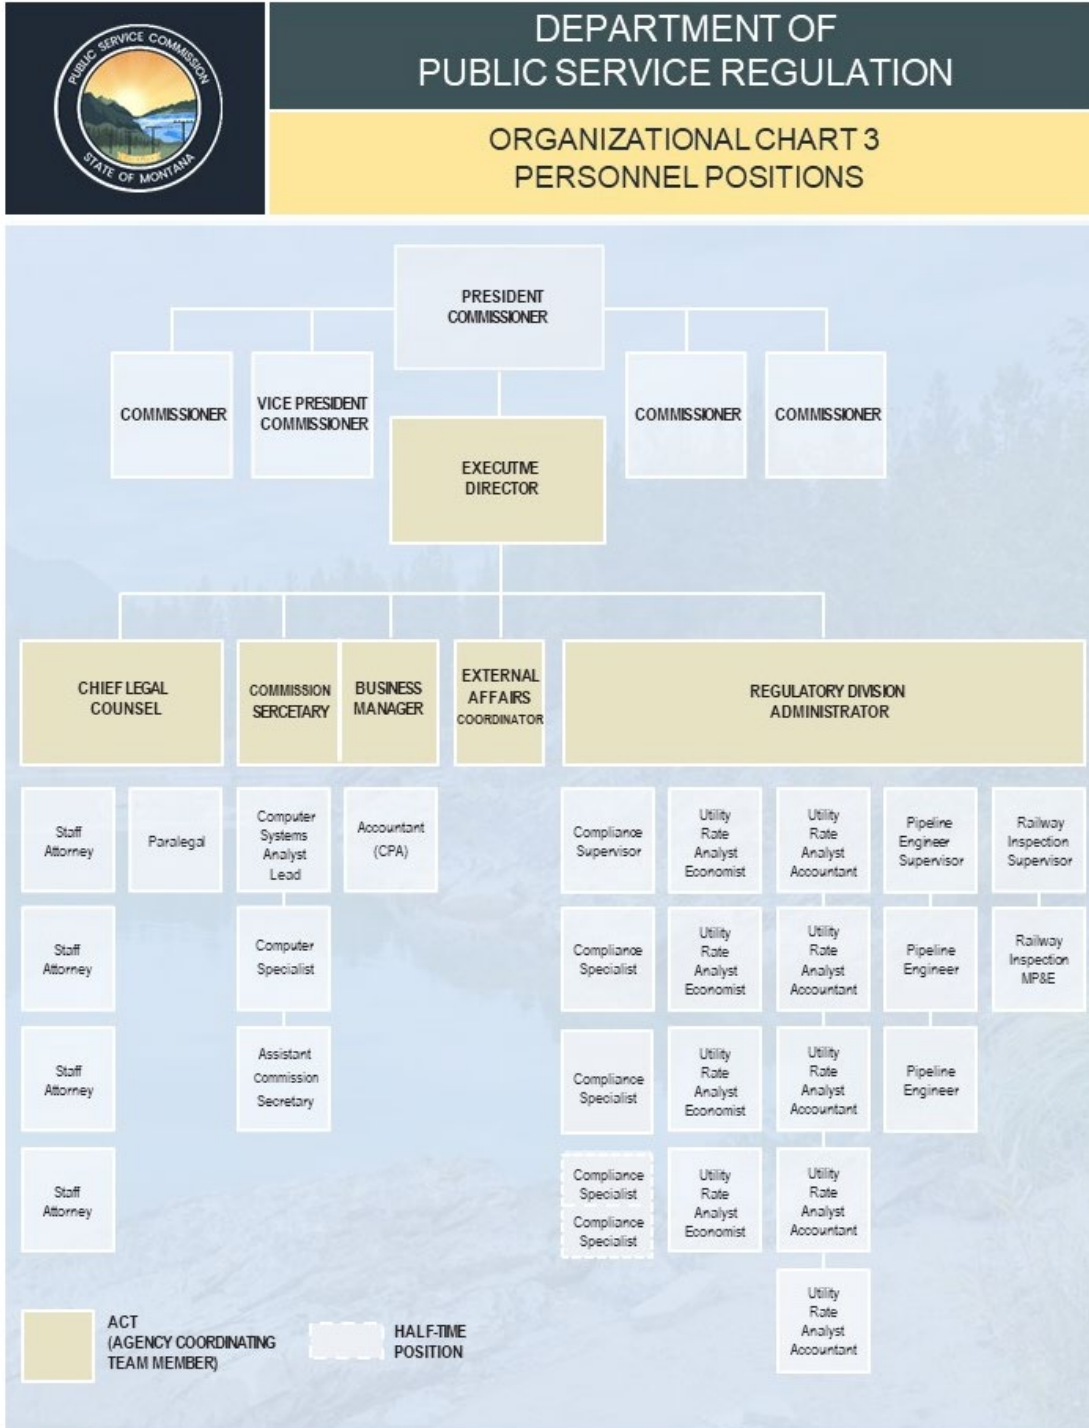 PUBLIC SERVICE COMMISSION
STATE OF MONTANA
DEPARTMENT OF
PUBLIC SERVICE REGULATION
ORGANIZATIONAL CHART 3
PERSONNEL POSITIONS
PRESIDENT
COMMISSIONER
COMMISSIONER
VICE PRESIDENT
COMMISSIONER
COMMISSIONER
COMMISSIONER
EXECUTIVE
DIRECTOR
CHIEF LEGAL
COUNSEL
COMMISSION
SERCETARY
BUSINESS
MANAGER
EXTERNAL
AFFAIRS
COORDINATOR
REGULATORY DIVISION
ADMINISTRATOR
Staff
Attorney
Paralegal
Computer
Systems
Analyst
Lead
Accountant
(CPA)
Compliance
Supervisor
Utility
Rate
Analyst
Economist
Utility
Rate
Analyst
Accountant
Pipeline
Engineer
Supervisor
Railway
Inspection
Supervisor
Staff
Attorney
Computer
Specialist
Compliance
Specialist
Utility
Rate
Analyst
Economist
Utility
Rate
Analyst
Accountant
Pipeline
Engineer
Railway
Inspection
MP&E
Staff
Attorney
Assistant
Commission
Secretary
Compliance
Specialist
Utility
Rate
Analyst
Economist
Utility
Rate
Analyst
Accountant
Pipeline
Engineer
Staff
Attorney
Compliance
Specialist
Compliance
Specialist
Utility
Rate
Analyst
Economist
Utility
Rate
Analyst
Accountant
Utility
Rate
Analyst
Accountant
ACT
(AGENCY COORDINATING
TEAM MEMBER)
HALF-TIME
POSITION